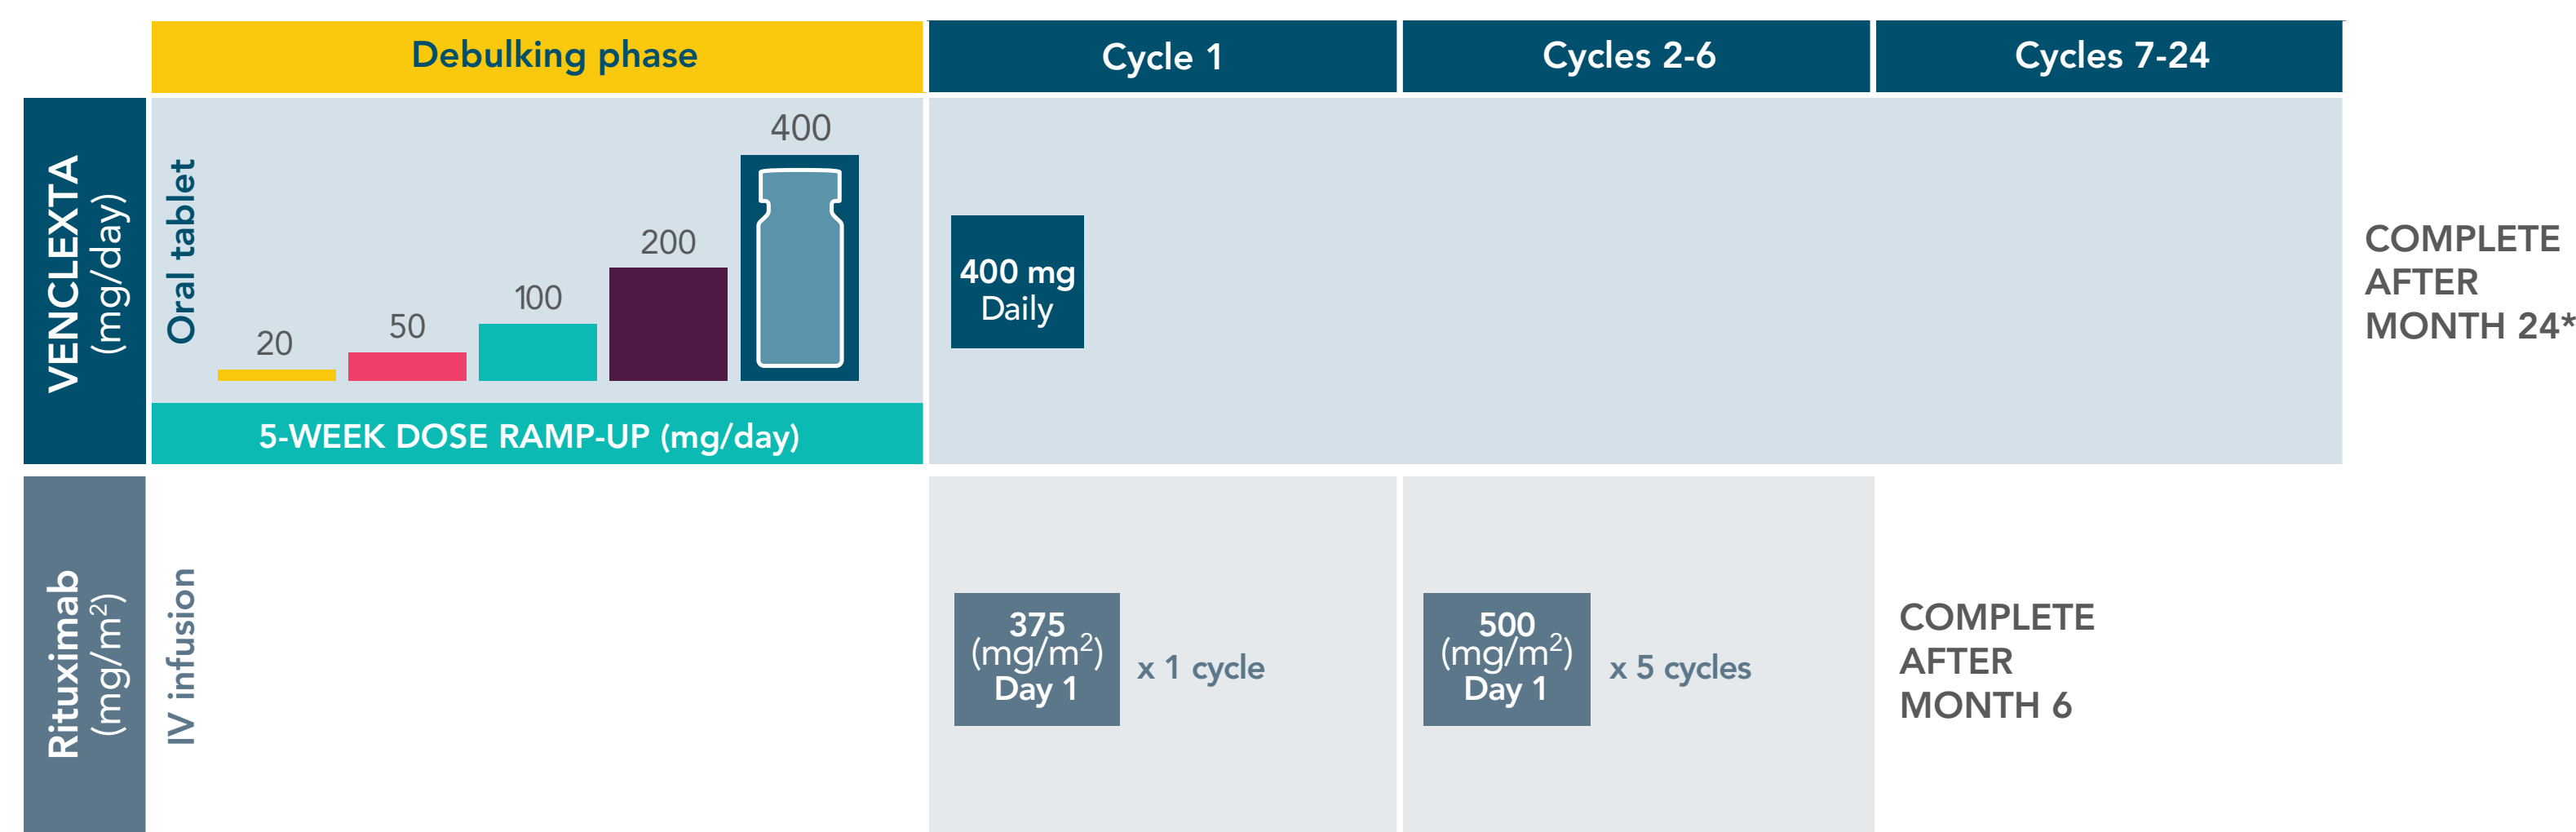 Debulking phase
Cycle 1
Cycles 2-6
Cycles 7-24
VENCLEXTA
(mg/day)
Oral tablet
20
50
100
200
400
5-WEEK DOSE RAMP-UP (mg/day)
400 mg
Daily
COMPLETE
AFTER
MONTH 24*
Rituximab
(mg/m²)
IV infusion
375
(mg/m²)
Day 1
x 1 cycle
500
(mg/m²)
Day 1
x 5 cycles
COMPLETE
AFTER
MONTH 6